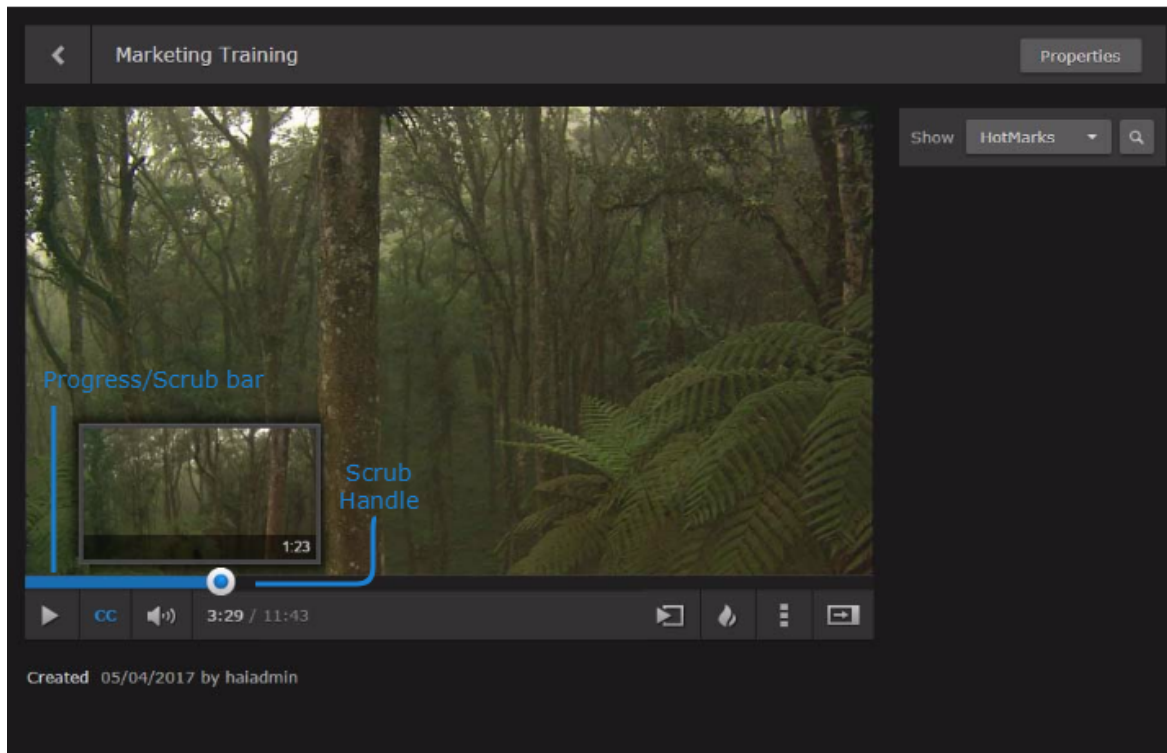 Marketing Training
Properties
Show HotMarks
Progress/Scrub bar
Scrub
Handle
1:23
CC 3:29 / 11:43
Created 05/04/2017 by haiadmin